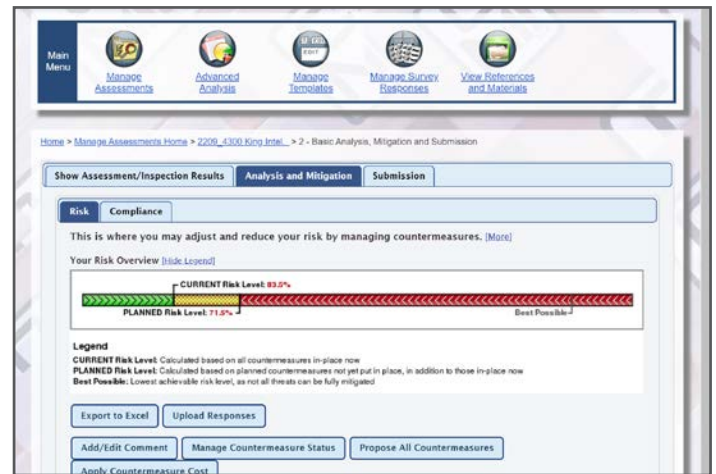 Main Menu
Manage Assessments
Advanced Analysis
Manage Templates
Manage Survey Responses
View References and Materials
Home > Manage Assessments Home > 2209_4300 King Intel... > 2 - Basic Analysis, Mitigation and Submission
Show Assessment/Inspection Results Analysis and Mitigation Submission
Risk Compliance
This is where you may adjust and reduce your risk by managing countermeasures. [More]
Your Risk Overview [Hide Legend]
CURRENT Risk Level: 83.5%
PLANNED Risk Level: 71.5% Best Possible
Legend
CURRENT Risk Level: Calculated based on all countermeasures in-place now
PLANNED Risk Level: Calculated based on planned countermeasures not yet put in place, in addition to those in-place now
Best Possible: Lowest achievable risk level, as not all threats can be fully mitigated
Export to Excel Upload Responses
Add/Edit Comment Manage Countermeasure Status Propose All Countermeasures
Apply Countermeasure Cost